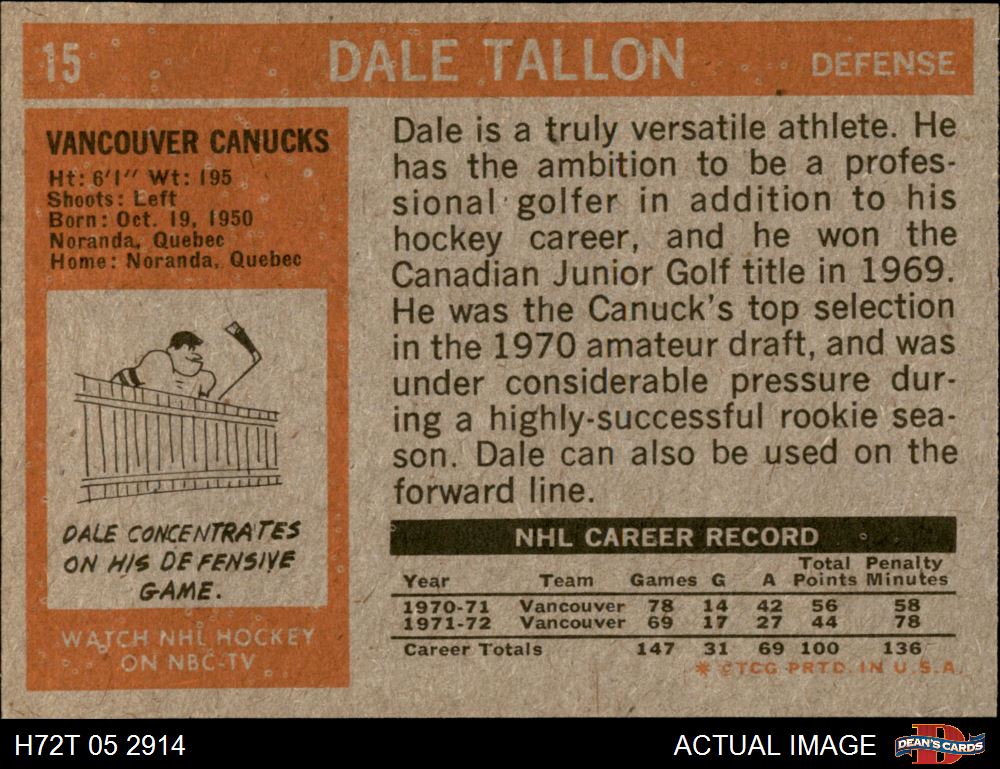 15 DALE TALLON DEFENSE
VANCOUVER CANUCKS
Ht: 6'1" Wt: 195
Shoots: Left
Born: Oct. 19, 1950
Noranda, Quebec
Home: Noranda, Quebec
DALE CONCENTRATES
ON HIS DEFENSIVE
GAME.
WATCH NHL HOCKEY
ON NBC-TV
Dale is a truly versatile athlete. He
has the ambition to be a profes-
sional golfer in addition to his
hockey career, and he won the
Canadian Junior Golf title in 1969.
He was the Canuck's top selection
in the 1970 amateur draft, and was
under considerable pressure dur-
ing a highly-successful rookie sea-
son. Dale can also be used on the
forward line.
NHL CAREER RECORD
Year Team Games G A Total Points Penalty Minutes
1970-71 Vancouver 78 14 42 56 58
1971-72 Vancouver 69 17 27 44 78
Career Totals 147 31 69 100 136
* ©TCG PRTD. IN U.S.A.
H72T 05 2914 ACTUAL IMAGE D DEAN'S CARDS